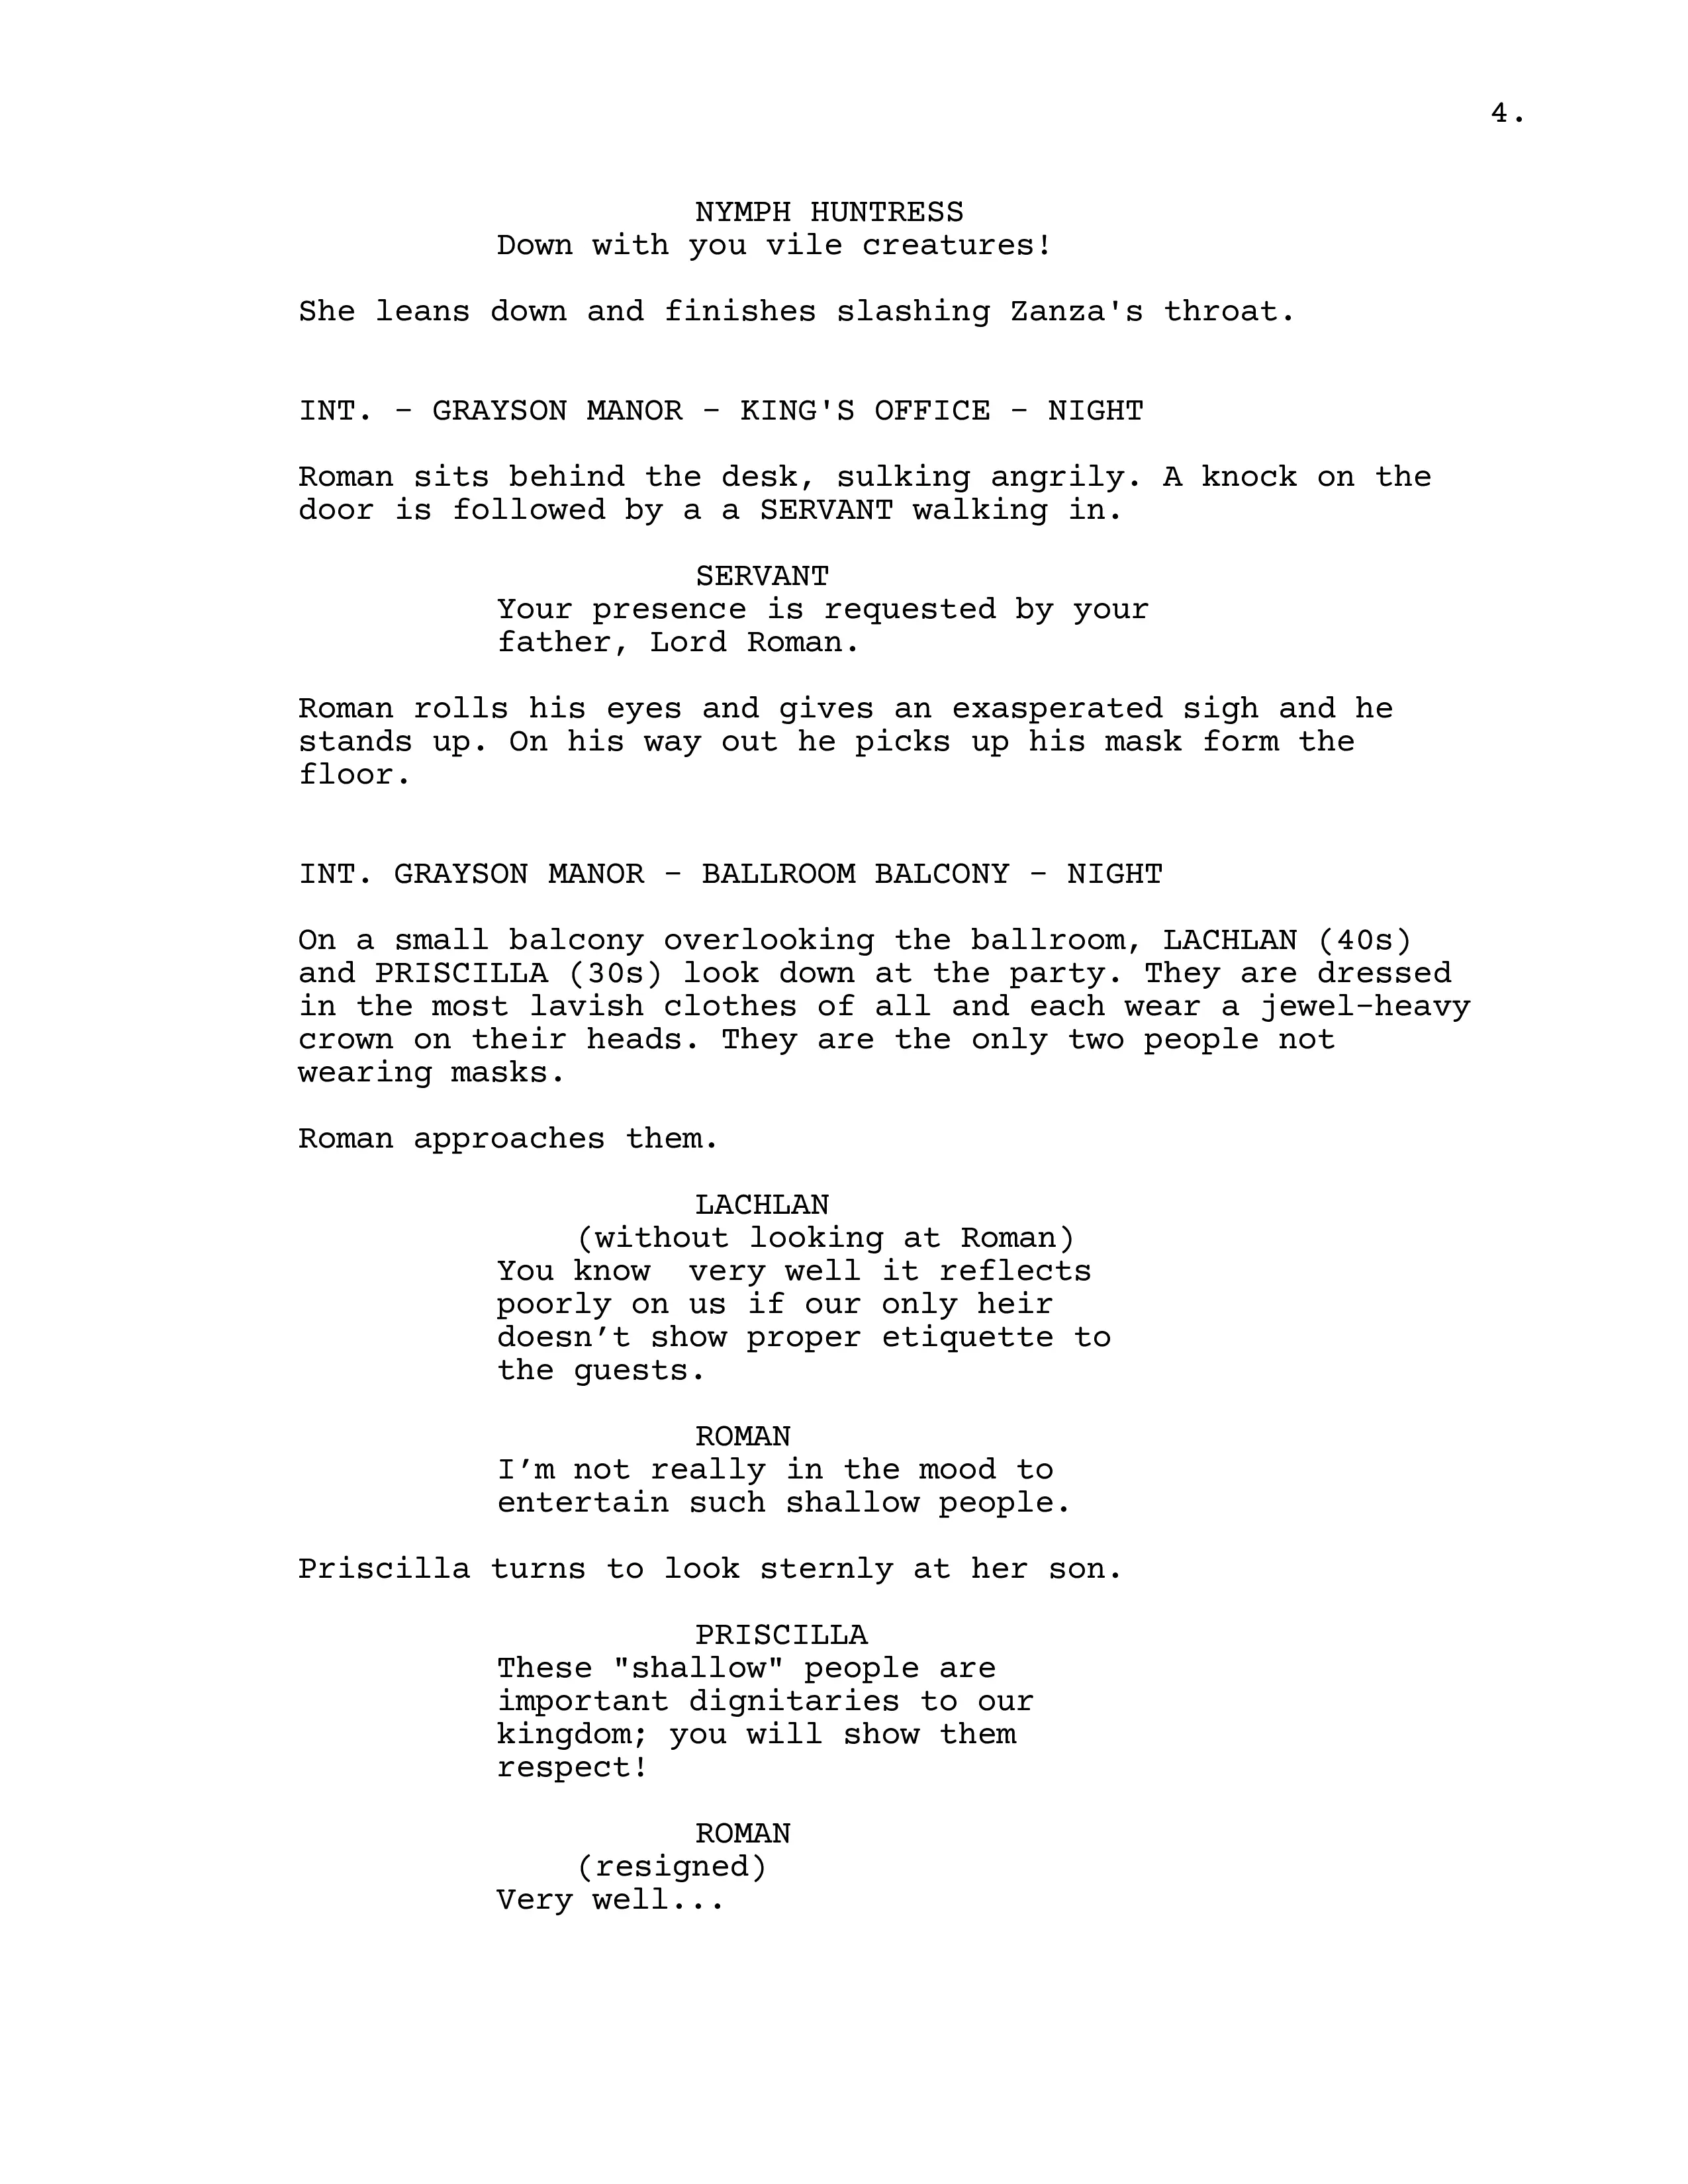 4.
NYMPH HUNTRESS
Down with you vile creatures!
She leans down and finishes slashing Zanza's throat.
INT. - GRAYSON MANOR - KING'S OFFICE - NIGHT
Roman sits behind the desk, sulking angrily. A knock on the
door is followed by a a SERVANT walking in.
SERVANT
Your presence is requested by your
father, Lord Roman.
Roman rolls his eyes and gives an exasperated sigh and he
stands up. On his way out he picks up his mask form the
floor.
INT. GRAYSON MANOR - BALLROOM BALCONY - NIGHT
On a small balcony overlooking the ballroom, LACHLAN (40s)
and PRISCILLA (30s) look down at the party. They are dressed
in the most lavish clothes of all and each wear a jewel-heavy
crown on their heads. They are the only two people not
wearing masks.
Roman approaches them.
LACHLAN
(without looking at Roman)
You know  very well it reflects
poorly on us if our only heir
doesn’t show proper etiquette to
the guests.
ROMAN
I’m not really in the mood to
entertain such shallow people.
Priscilla turns to look sternly at her son.
PRISCILLA
These "shallow" people are
important dignitaries to our
kingdom; you will show them
respect!
ROMAN
(resigned)
Very well...